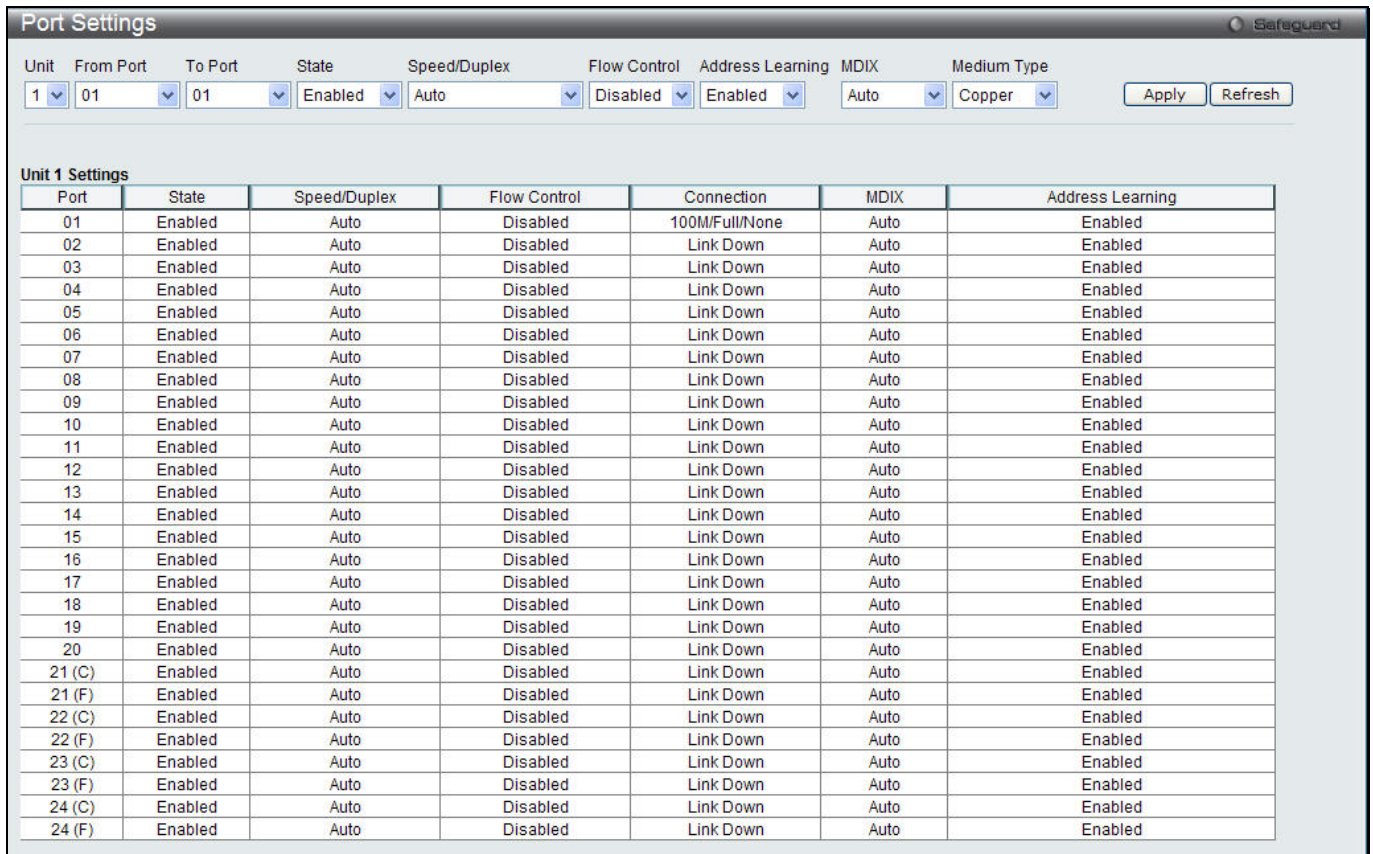 Port Settings Safeguard
Unit From Port To Port State Speed/Duplex Flow Control Address Learning MDIX Medium Type
1 01 01 Enabled Auto Disabled Enabled Auto Copper Apply Refresh
Unit 1 Settings
Port State Speed/Duplex Flow Control Connection MDIX Address Learning
01 Enabled Auto Disabled 100M/Full/None Auto Enabled
02 Enabled Auto Disabled Link Down Auto Enabled
03 Enabled Auto Disabled Link Down Auto Enabled
04 Enabled Auto Disabled Link Down Auto Enabled
05 Enabled Auto Disabled Link Down Auto Enabled
06 Enabled Auto Disabled Link Down Auto Enabled
07 Enabled Auto Disabled Link Down Auto Enabled
08 Enabled Auto Disabled Link Down Auto Enabled
09 Enabled Auto Disabled Link Down Auto Enabled
10 Enabled Auto Disabled Link Down Auto Enabled
11 Enabled Auto Disabled Link Down Auto Enabled
12 Enabled Auto Disabled Link Down Auto Enabled
13 Enabled Auto Disabled Link Down Auto Enabled
14 Enabled Auto Disabled Link Down Auto Enabled
15 Enabled Auto Disabled Link Down Auto Enabled
16 Enabled Auto Disabled Link Down Auto Enabled
17 Enabled Auto Disabled Link Down Auto Enabled
18 Enabled Auto Disabled Link Down Auto Enabled
19 Enabled Auto Disabled Link Down Auto Enabled
20 Enabled Auto Disabled Link Down Auto Enabled
21 (C) Enabled Auto Disabled Link Down Auto Enabled
21 (F) Enabled Auto Disabled Link Down Auto Enabled
22 (C) Enabled Auto Disabled Link Down Auto Enabled
22 (F) Enabled Auto Disabled Link Down Auto Enabled
23 (C) Enabled Auto Disabled Link Down Auto Enabled
23 (F) Enabled Auto Disabled Link Down Auto Enabled
24 (C) Enabled Auto Disabled Link Down Auto Enabled
24 (F) Enabled Auto Disabled Link Down Auto Enabled